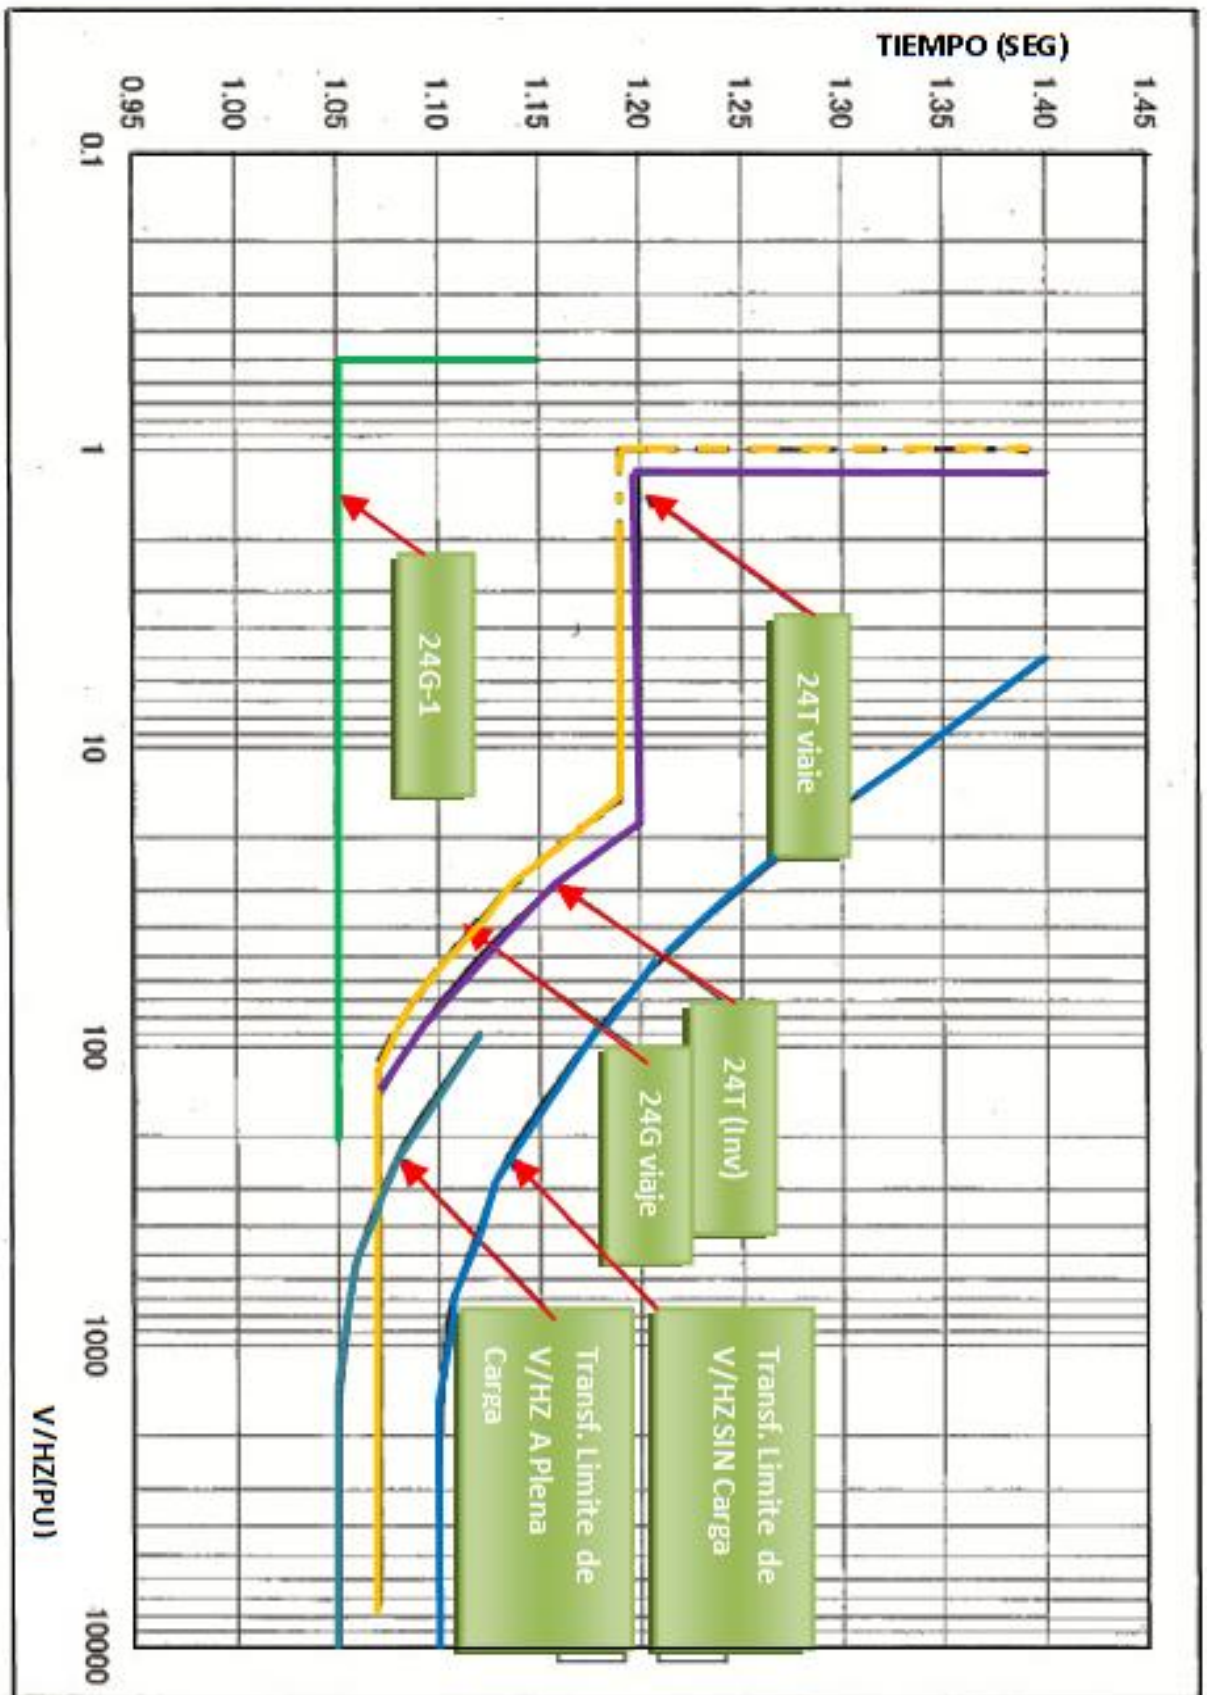 TIEMPO (SEG)
1.45
1.40
1.35
1.30
1.25
1.20
1.15
1.10
1.05
1.00
0.95
0.1
1
10
100
1000
10000
V/HZ(PU)
24T viaje
24G-1
24T (Inv)
24G viaje
Transf. Limite de
V/HZ SIN Carga
Transf. Limite de
V/HZ A Plena
Carga